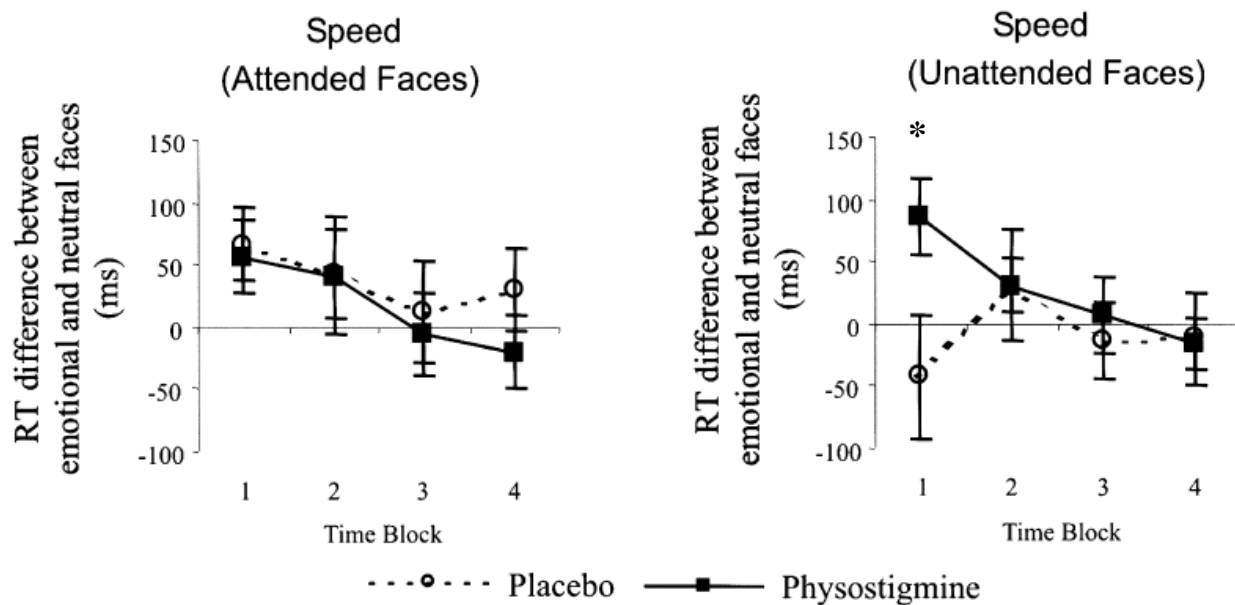 Speed
(Attended Faces)
RT difference between
emotional and neutral faces
(ms)
150
100
50
0
-50
-100
1 2 3 4
Time Block
Speed
(Unattended Faces)
RT difference between
emotional and neutral faces
(ms)
150
100
50
0
-50
-100
*
1 2 3 4
Time Block
Placebo Physostigmine